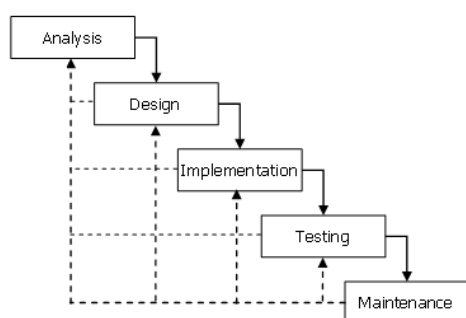 Analysis
Design
Implementation
Testing
Maintenance